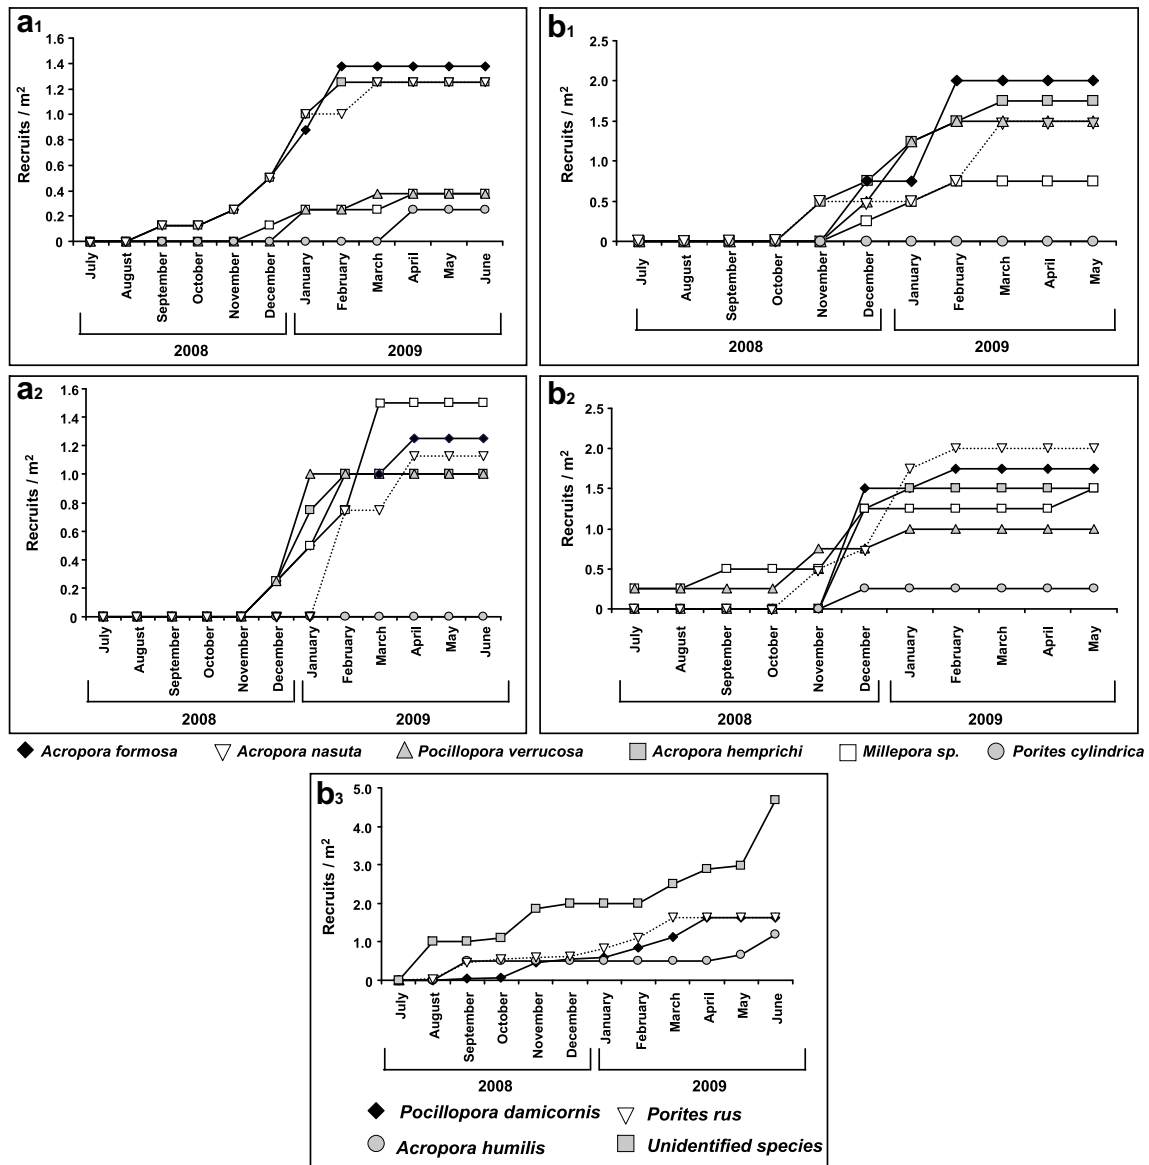 a1
Recruits / m2
1.6
1.4
1.2
1.0
0.8
0.6
0.4
0.2
0
July
August
September
October
November
December
January
February
March
April
May
June
2008
2009
b1
Recruits / m2
2.5
2.0
1.5
1.0
0.5
0
July
August
September
October
November
December
January
February
March
April
May
2008
2009
a2
Recruits / m2
1.6
1.4
1.2
1.0
0.8
0.6
0.4
0.2
0
July
August
September
October
November
December
January
February
March
April
May
June
2008
2009
b2
Recruits / m2
2.5
2.0
1.5
1.0
0.5
0
July
August
September
October
November
December
January
February
March
April
May
2008
2009
Acropora formosa Acropora nasuta Pocillopora verrucosa Acropora hemprichi Millepora sp. Porites cylindrica
b3
Recruits / m2
5.0
4.0
3.0
2.0
1.0
0
July
August
September
October
November
December
January
February
March
April
May
June
2008
2009
Pocillopora damicornis Porites rus
Acropora humilis Unidentified species